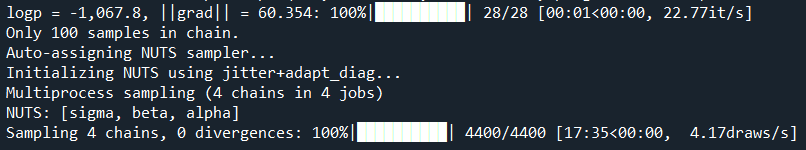 logp = -1,067.8, ||grad|| = 60.354: 100%|██████████| 28/28 [00:01<00:00, 22.77it/s]
Only 100 samples in chain.
Auto-assigning NUTS sampler...
Initializing NUTS using jitter+adapt_diag...
Multiprocess sampling (4 chains in 4 jobs)
NUTS: [sigma, beta, alpha]
Sampling 4 chains, 0 divergences: 100%|██████████| 4400/4400 [17:35<00:00,  4.17draws/s]